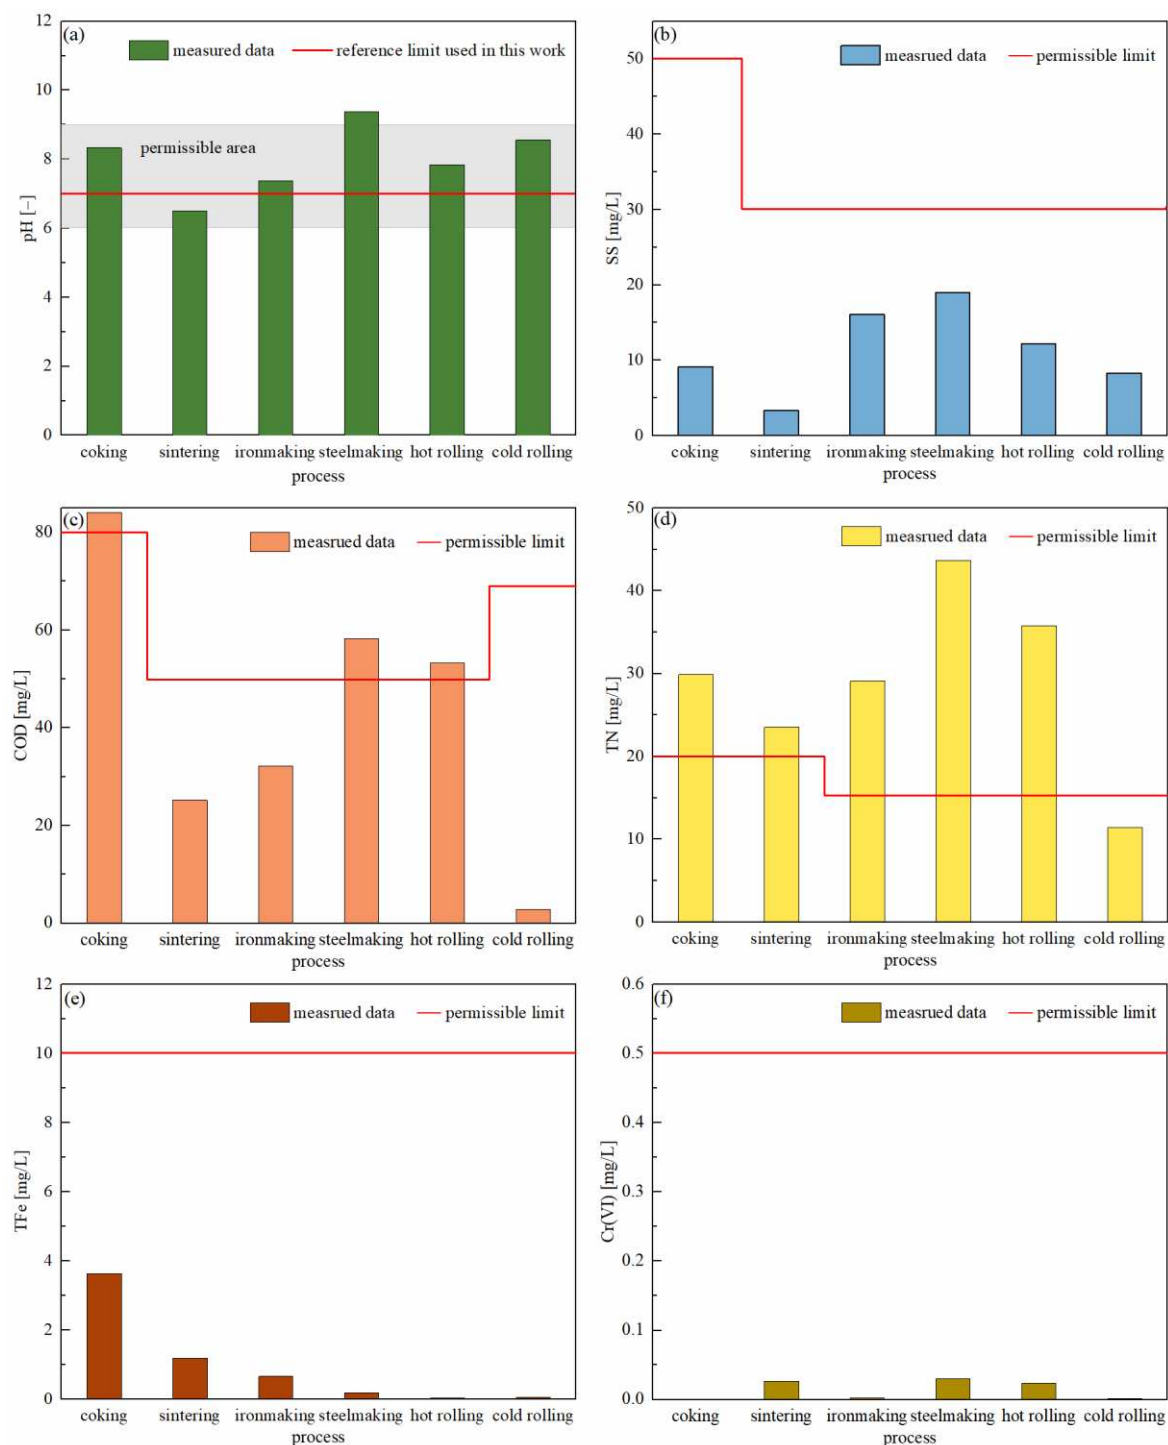 (a)
measured data
reference limit used in this work
12
10
8
6
4
2
0
pH [−]
permissible area
coking sintering ironmaking steelmaking hot rolling cold rolling
process
(b)
measrued data
permissible limit
50
40
30
20
10
0
SS [mg/L]
coking sintering ironmaking steelmaking hot rolling cold rolling
process
(c)
measrued data
permissible limit
80
60
40
20
0
COD [mg/L]
coking sintering ironmaking steelmaking hot rolling cold rolling
process
(d)
measrued data
permissible limit
50
40
30
20
10
0
TN [mg/L]
coking sintering ironmaking steelmaking hot rolling cold rolling
process
(e)
measrued data
permissible limit
12
10
8
6
4
2
0
TFe [mg/L]
coking sintering ironmaking steelmaking hot rolling cold rolling
process
(f)
measrued data
permissible limit
0.6
0.5
0.4
0.3
0.2
0.1
0.0
Cr(VI) [mg/L]
coking sintering ironmaking steelmaking hot rolling cold rolling
process